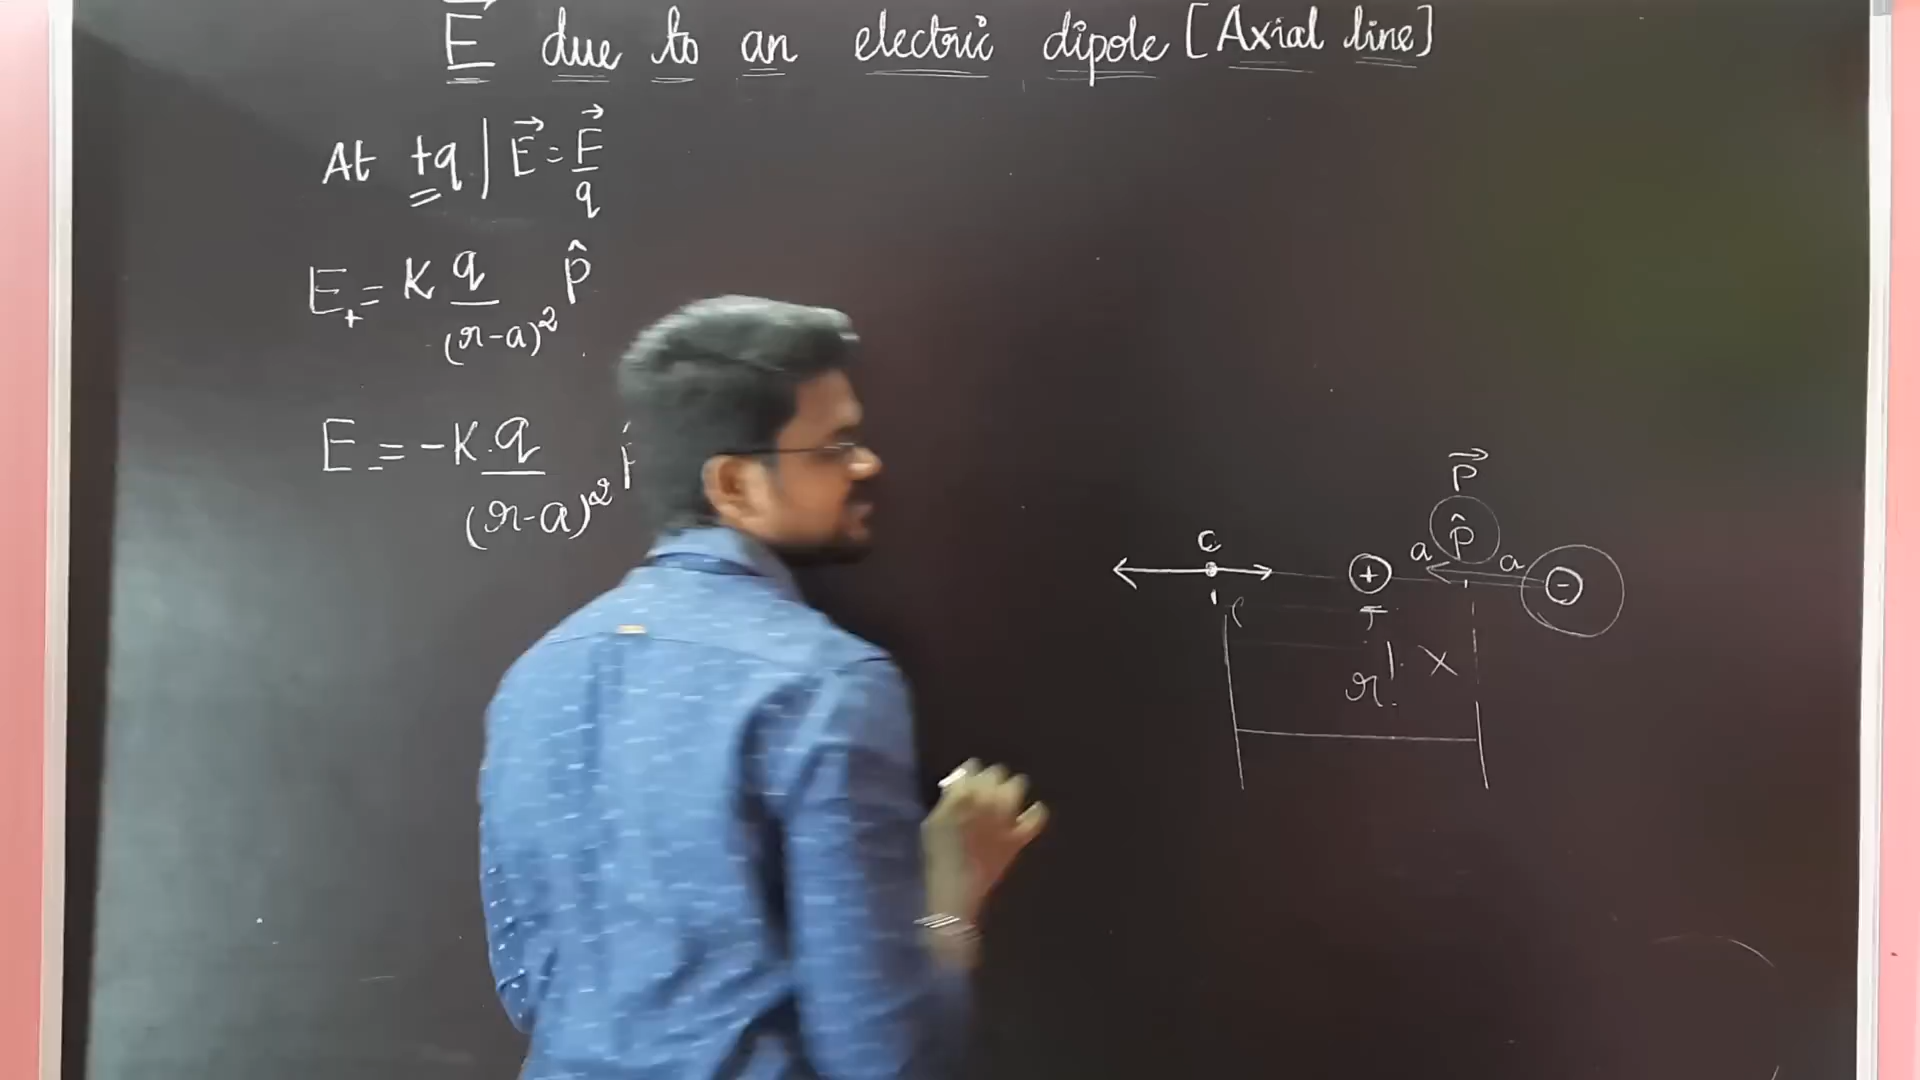 E⃗ due to an electric dipole [Axial line]
At +q | E⃗ = F⃗/q
E₊ = K q/(r-a)² p̂
E₋ = -K.q/(r-a)²
P⃗
p̂
C
a
a
+
-
r
x